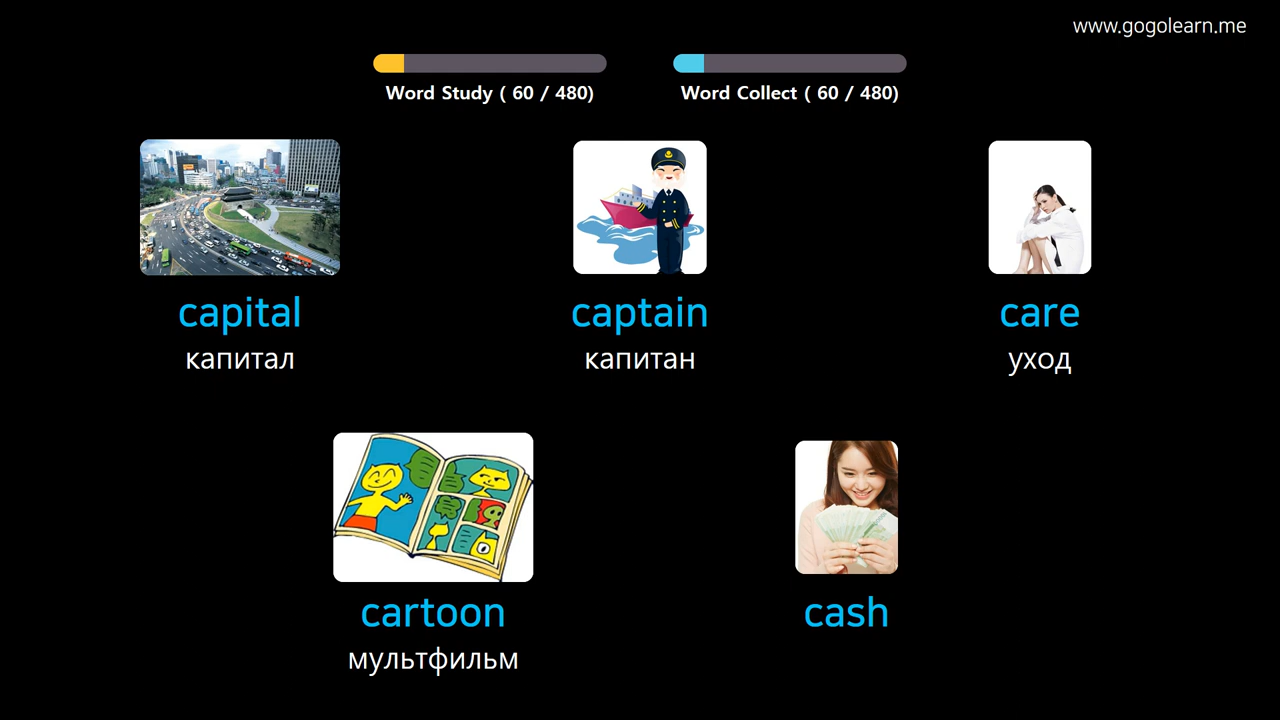 www.gogolearn.me
Word Study ( 60 / 480)
Word Collect ( 60 / 480)
capital
капитал
captain
капитан
care
уход
cartoon
мультфильм
cash